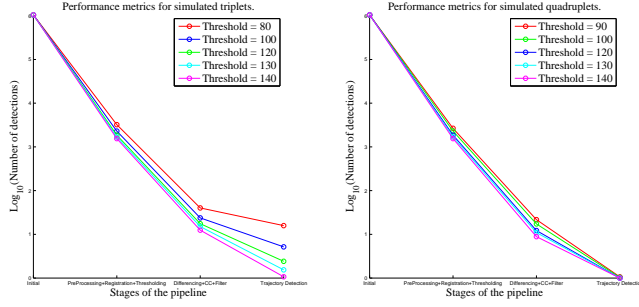 Performance metrics for simulated triplets.
6
5
4
3
2
1
0
Log10(Number of detections)
Threshold = 80
Threshold = 100
Threshold = 120
Threshold = 130
Threshold = 140
Initial
PreProcessing+Registration+Thresholding
Differencing+CC+Filter
Trajectory Detection
Stages of the pipeline
Performance metrics for simulated quadruplets.
6
5
4
3
2
1
0
Log10(Number of detections)
Threshold = 90
Threshold = 100
Threshold = 120
Threshold = 130
Threshold = 140
Initial
PreProcessing+Registration+Thresholding
Differencing+CC+Filter
Trajectory Detection
Stages of the pipeline